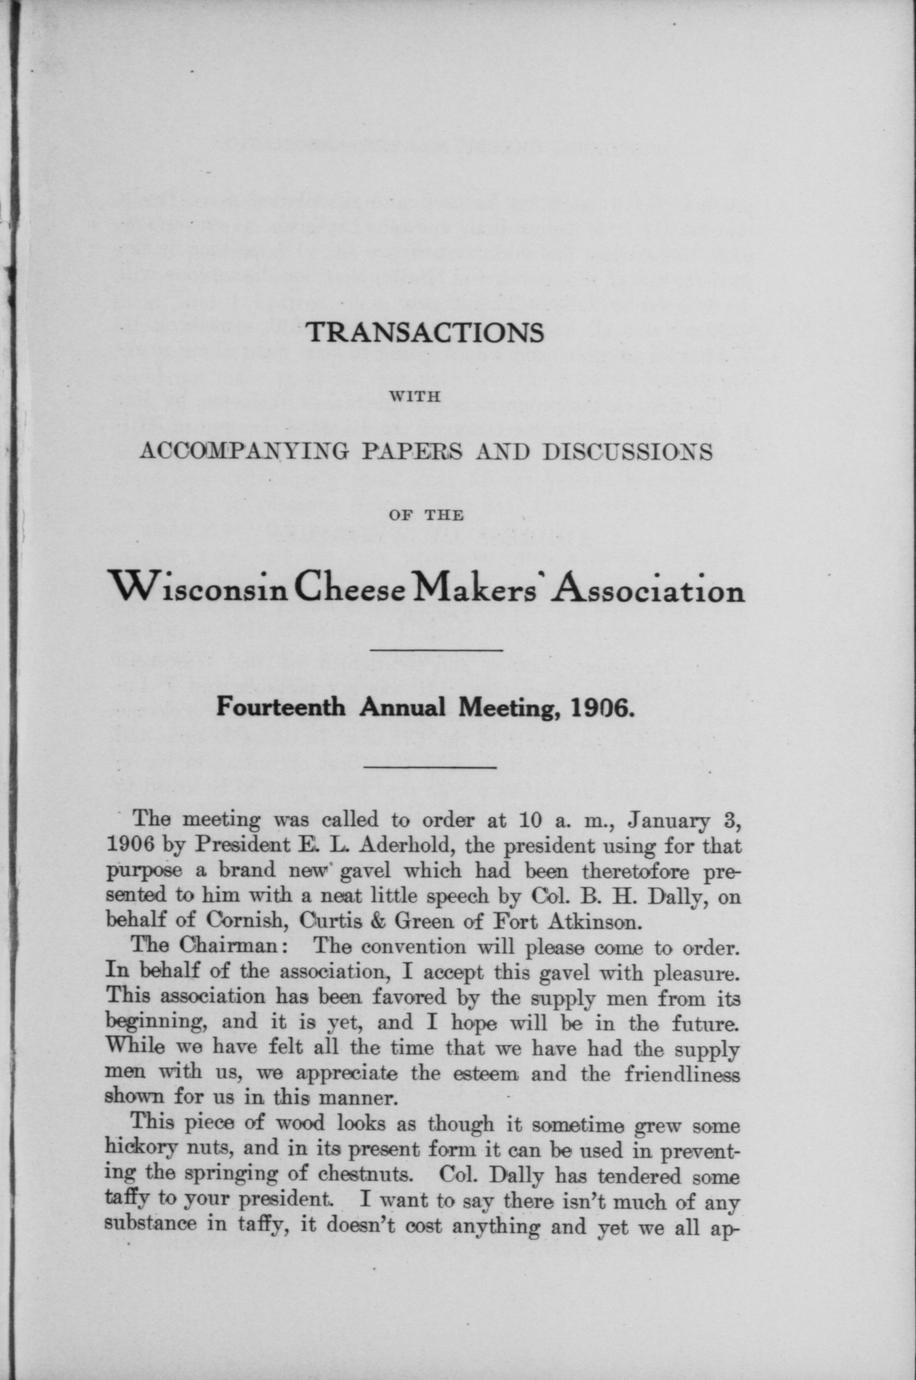 TRANSACTIONS
WITH
ACCOMPANYING PAPERS AND DISCUSSIONS
OF THE
Wisconsin Cheese Makers' Association
Fourteenth Annual Meeting, 1906.
The meeting was called to order at 10 a. m., January 3,
1906 by President E. L. Aderhold, the president using for that
purpose a brand new gavel which had been theretofore pre-
sented to him with a neat little speech by Col. B. H. Dally, on
behalf of Cornish, Curtis & Green of Fort Atkinson.
The Chairman: The convention will please come to order.
In behalf of the association, I accept this gavel with pleasure.
This association has been favored by the supply men from its
beginning, and it is yet, and I hope will be in the future.
While we have felt all the time that we have had the supply
men with us, we appreciate the esteem and the friendliness
shown for us in this manner.
This piece of wood looks as though it sometime grew some
hickory nuts, and in its present form it can be used in prevent-
ing the springing of chestnuts. Col. Dally has tendered some
taffy to your president. I want to say there isn't much of any
substance in taffy, it doesn't cost anything and yet we all ap-